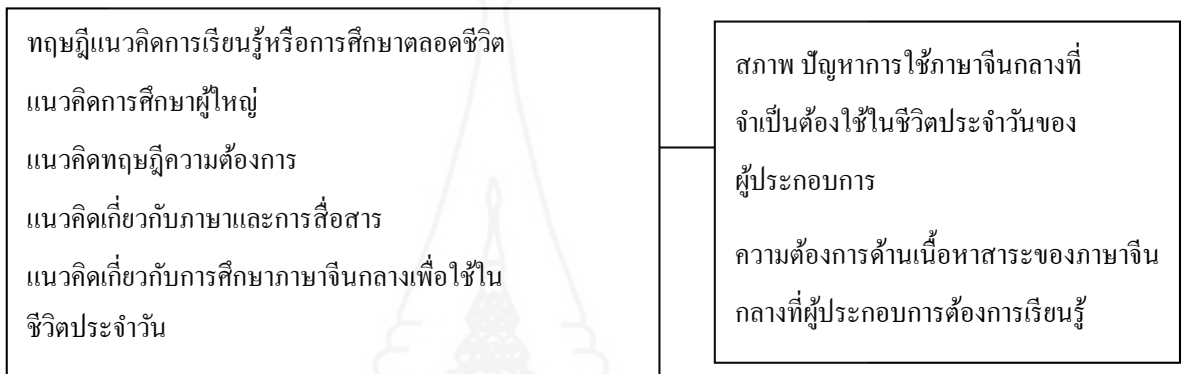 ทฤษฎีแนวคิดการเรียนรู้หรือการศึกษาตลอดชีวิต
แนวคิดการศึกษาผู้ใหญ่
แนวคิดทฤษฎีความต้องการ
แนวคิดเกี่ยวกับภาษาและการสื่อสาร
แนวคิดเกี่ยวกับการศึกษาภาษาจีนกลางเพื่อใช้ใน
ชีวิตประจำวัน
สภาพ ปัญหาการใช้ภาษาจีนกลางที่
จำเป็นต้องใช้ในชีวิตประจำวันของ
ผู้ประกอบการ
ความต้องการด้านเนื้อหาสาระของภาษาจีน
กลางที่ผู้ประกอบการต้องการเรียนรู้